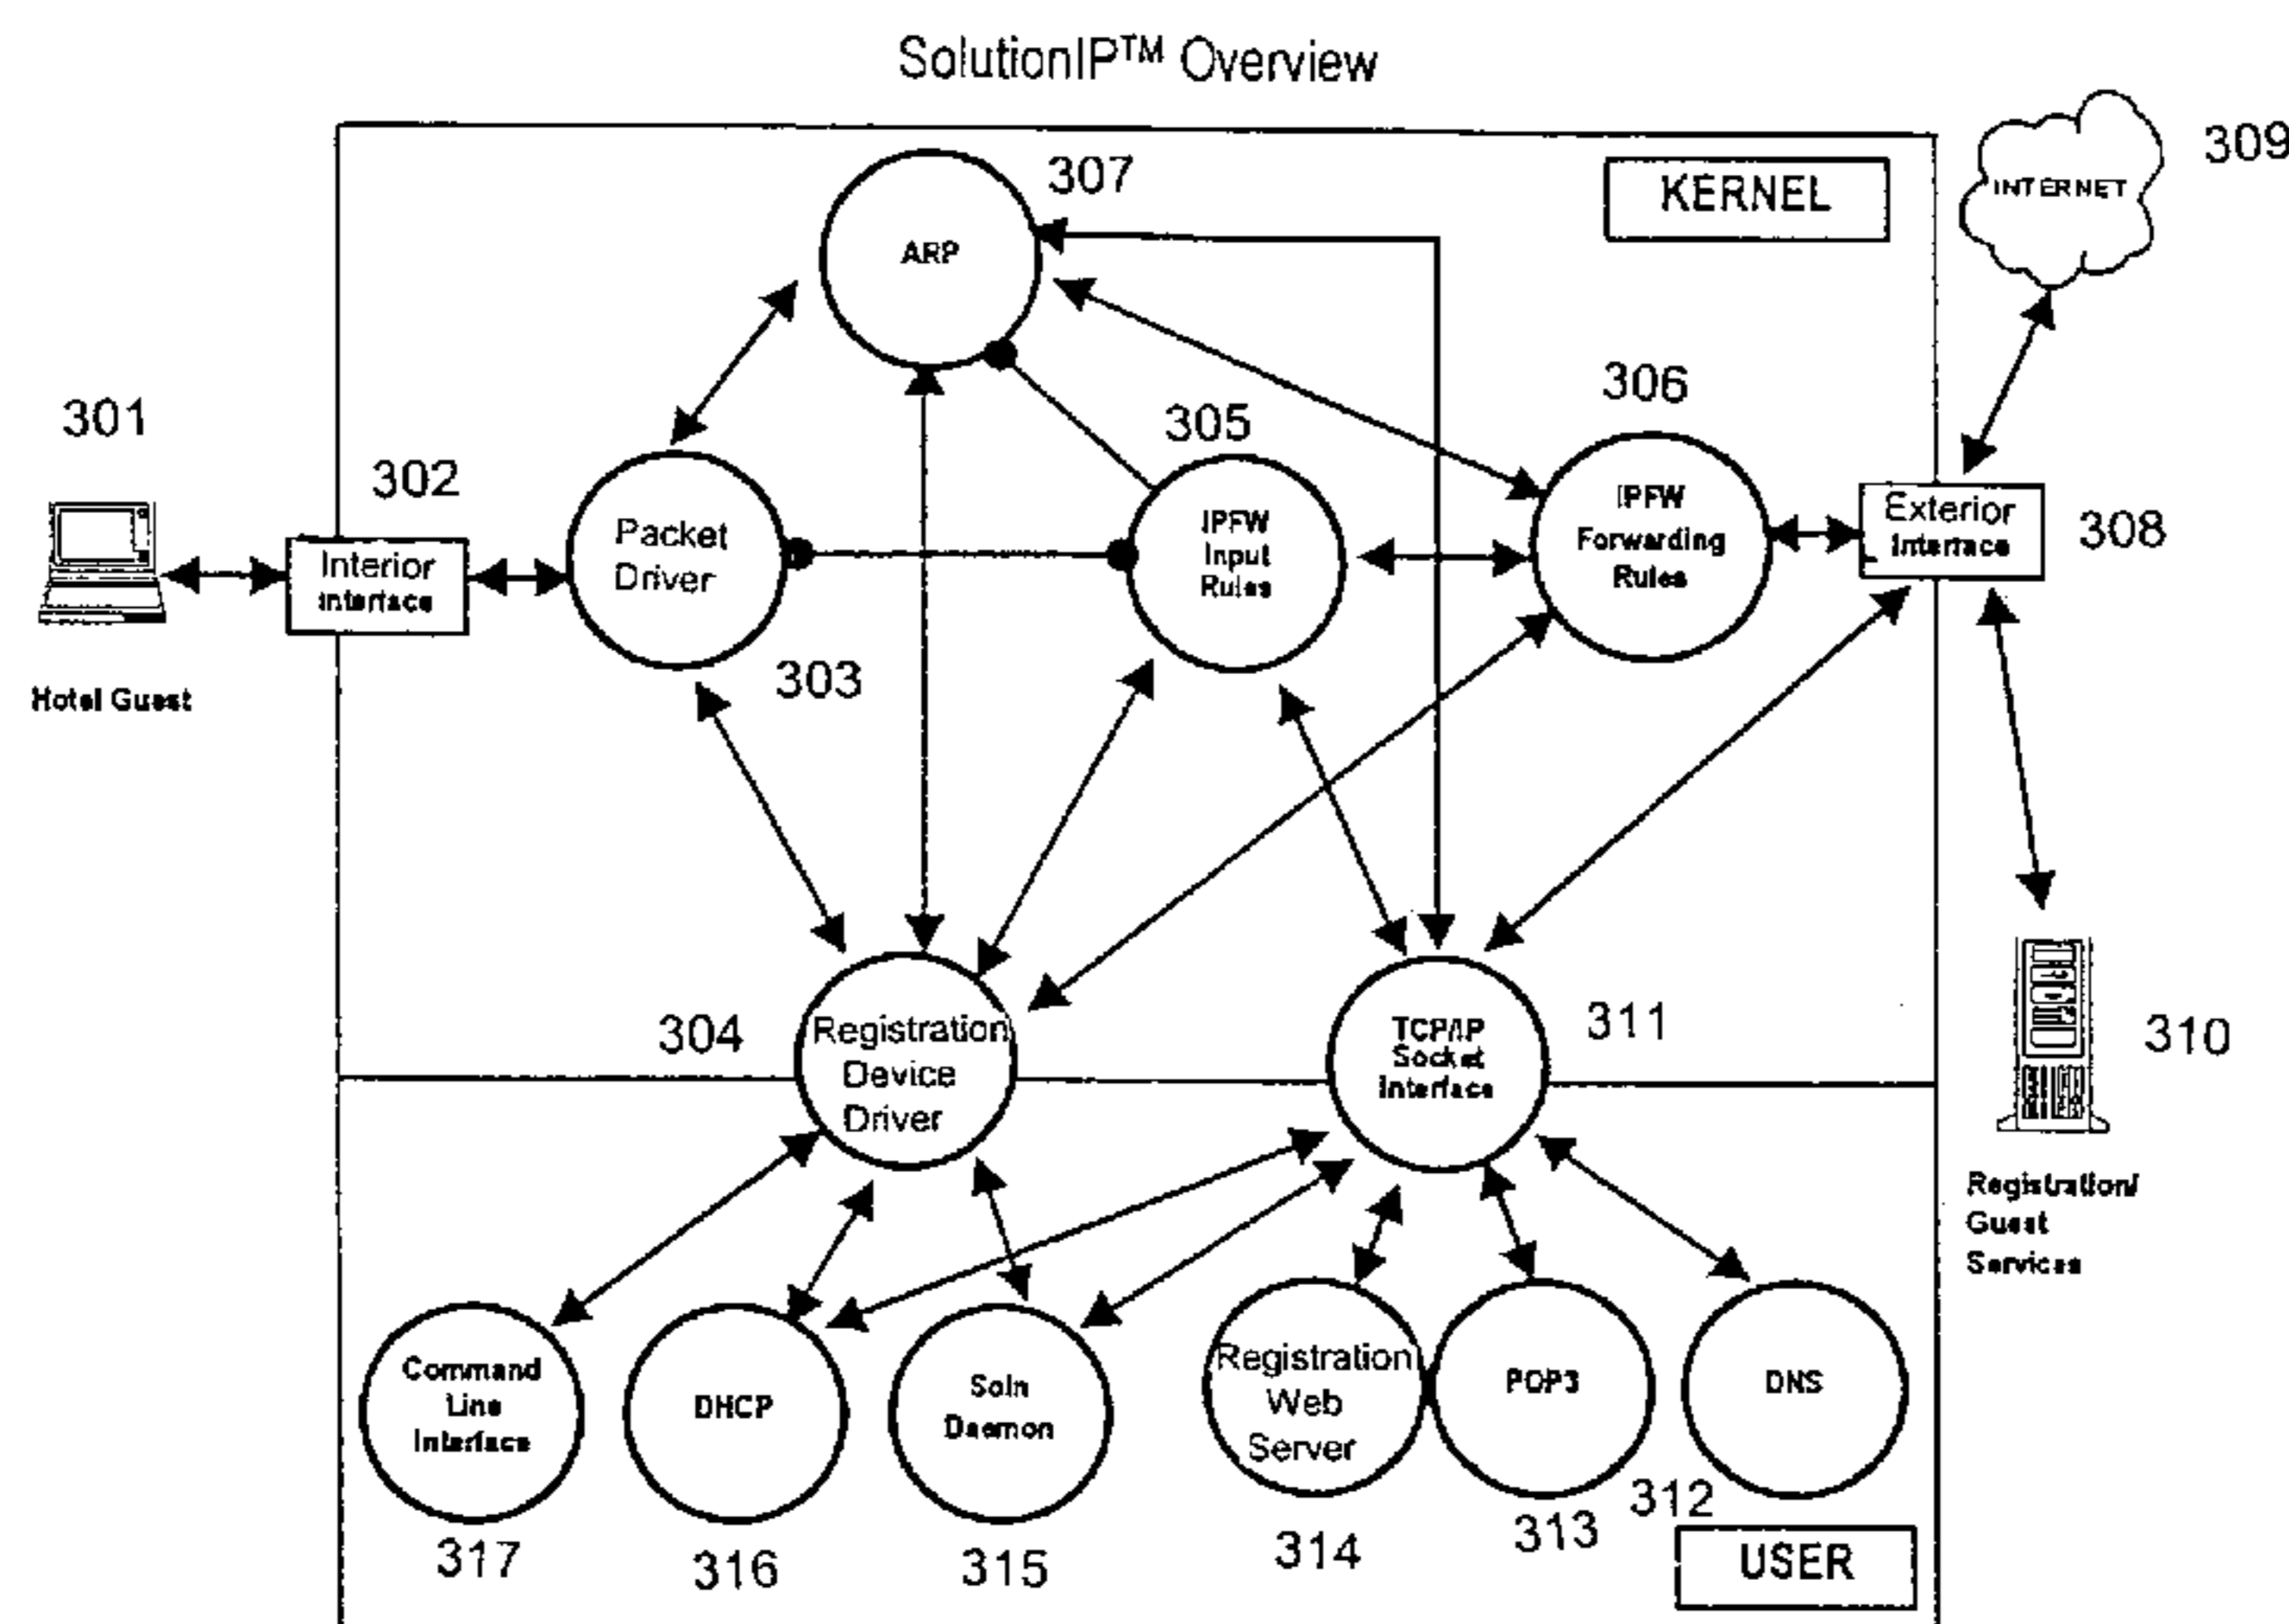 SolutionIP™ Overview
KERNEL
307
ARP
309
INTERNET
301
302
Interior
Interface
Hotel Guest
Packet
Driver
303
305
IPFW
Input
Rules
306
IPFW
Forwarding
Rules
Exterior
Interface
308
304
Registration
Device
Driver
TCP/IP
Socket
Interface
311
310
Registration/
Guest
Services
Command
Line
Interface
317
DHCP
316
Soln
Daemon
315
Registration
Web
Server
314
POP3
313
312
DNS
USER